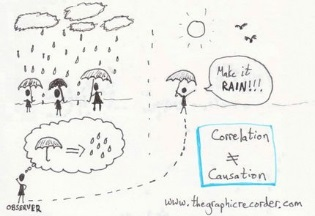 Make it
RAIN!!!
Correlation
≠
Causation
OBSERVER
www.thegraphicrecorder.com